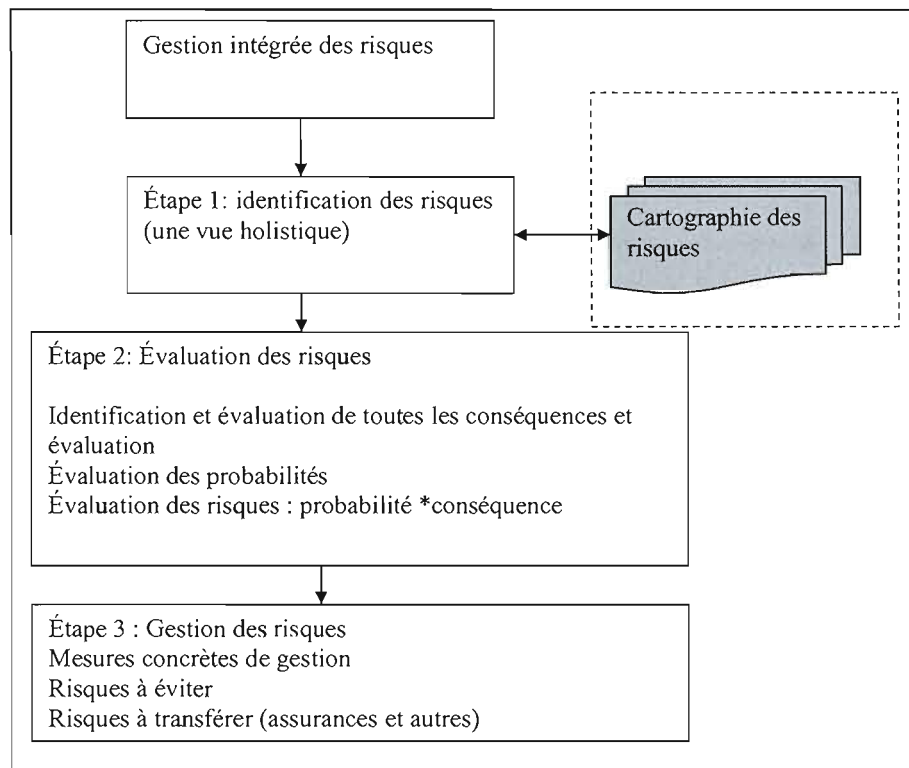 Gestion intégrée des risques
Étape 1: identification des risques
(une vue holistique)
Cartographie des
risques
Étape 2: Évaluation des risques
Identification et évaluation de toutes les conséquences et
évaluation
Évaluation des probabilités
Évaluation des risques : probabilité *conséquence
Étape 3 : Gestion des risques
Mesures concrètes de gestion
Risques à éviter
Risques à transférer (assurances et autres)